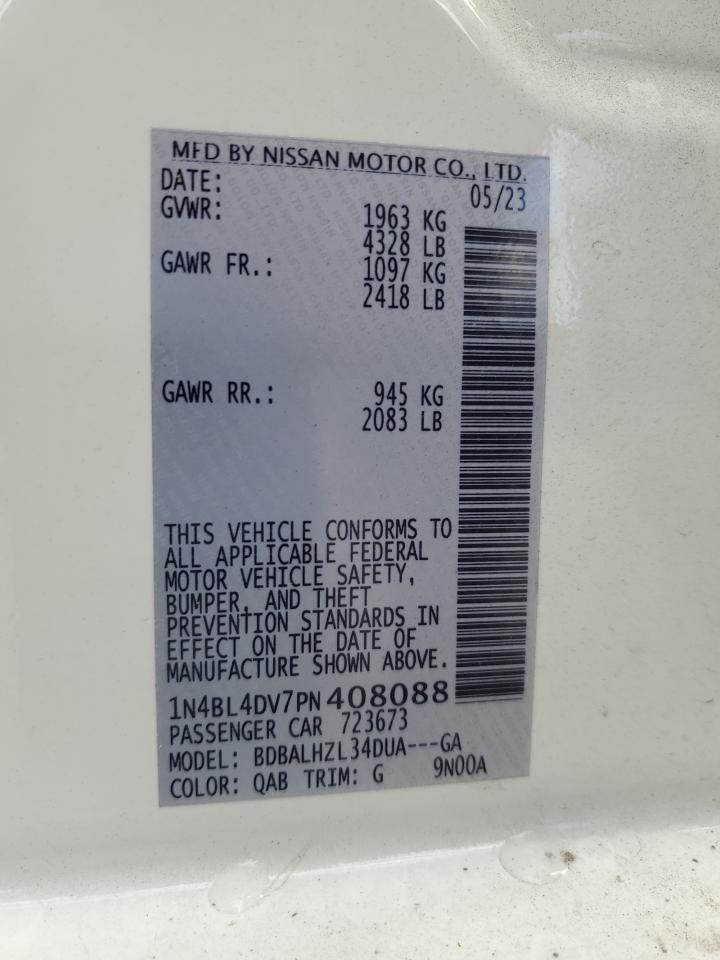 MFD BY NISSAN MOTOR CO., LTD.
DATE: 05/23
GVWR: 1963 KG
4328 LB
GAWR FR.: 1097 KG
2418 LB
GAWR RR.: 945 KG
2083 LB
THIS VEHICLE CONFORMS TO
ALL APPLICABLE FEDERAL
MOTOR VEHICLE SAFETY,
BUMPER, AND THEFT
PREVENTION STANDARDS IN
EFFECT ON THE DATE OF
MANUFACTURE SHOWN ABOVE.
1N4BL4DV7PN408088
PASSENGER CAR 723673
MODEL: BDBALHZL34DUA---GA
COLOR: QAB TRIM: G 9N00A